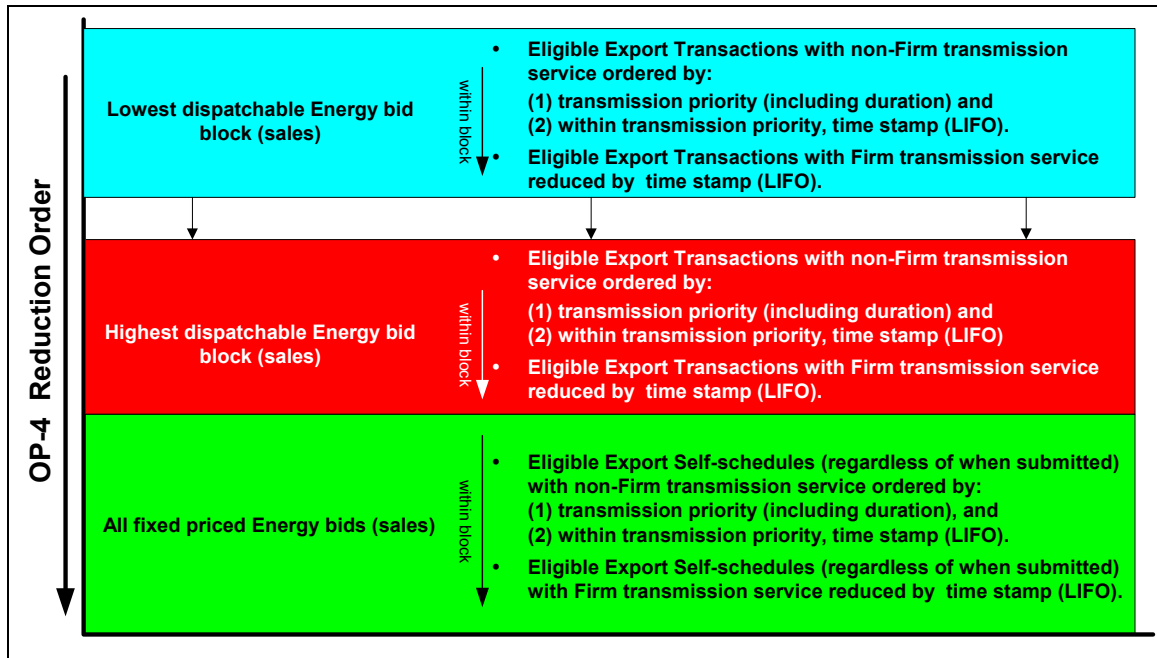 OP-4 Reduction Order
Lowest dispatchable Energy bid
block (sales)
within block
• Eligible Export Transactions with non-Firm transmission
service ordered by:
(1) transmission priority (including duration) and
(2) within transmission priority, time stamp (LIFO).
• Eligible Export Transactions with Firm transmission service
reduced by  time stamp (LIFO).
Highest dispatchable Energy bid
block (sales)
within block
• Eligible Export Transactions with non-Firm transmission
service ordered by:
(1) transmission priority (including duration) and
(2) within transmission priority, time stamp (LIFO)
• Eligible Export Transactions with Firm transmission service
reduced by  time stamp (LIFO).
All fixed priced Energy bids (sales)
within block
• Eligible Export Self-schedules (regardless of when submitted)
with non-Firm transmission service ordered by:
(1) transmission priority (including duration), and
(2) within transmission priority, time stamp (LIFO).
• Eligible Export Self-schedules (regardless of when submitted)
with Firm transmission service reduced by  time stamp (LIFO).